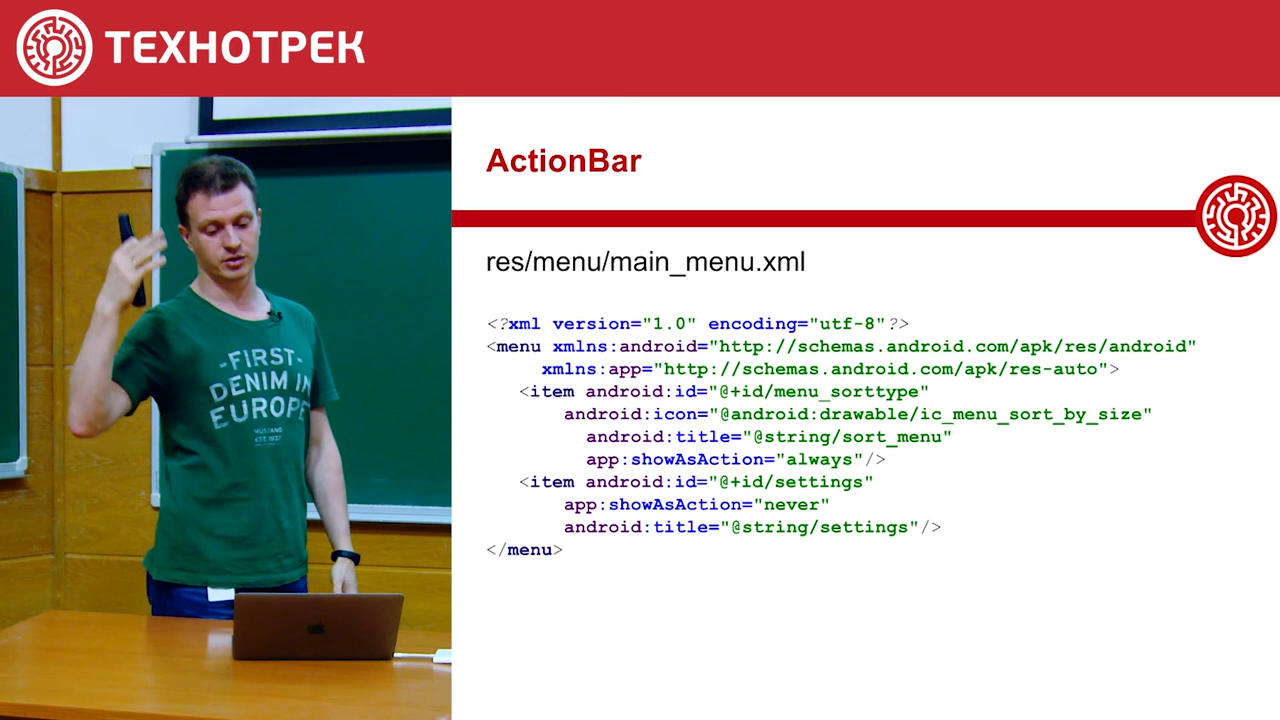 ТЕХНОТРЕК
ActionBar
res/menu/main_menu.xml
<?xml version="1.0" encoding="utf-8"?>
<menu xmlns:android="http://schemas.android.com/apk/res/android"
xmlns:app="http://schemas.android.com/apk/res-auto">
<item android:id="@+id/menu_sorttype"
android:icon="@android:drawable/ic_menu_sort_by_size"
android:title="@string/sort_menu"
app:showAsAction="always"/>
<item android:id="@+id/settings"
app:showAsAction="never"
android:title="@string/settings"/>
</menu>
-FIRST-
DENIM IN
EUROPE
MUSTANG
EST. 1932